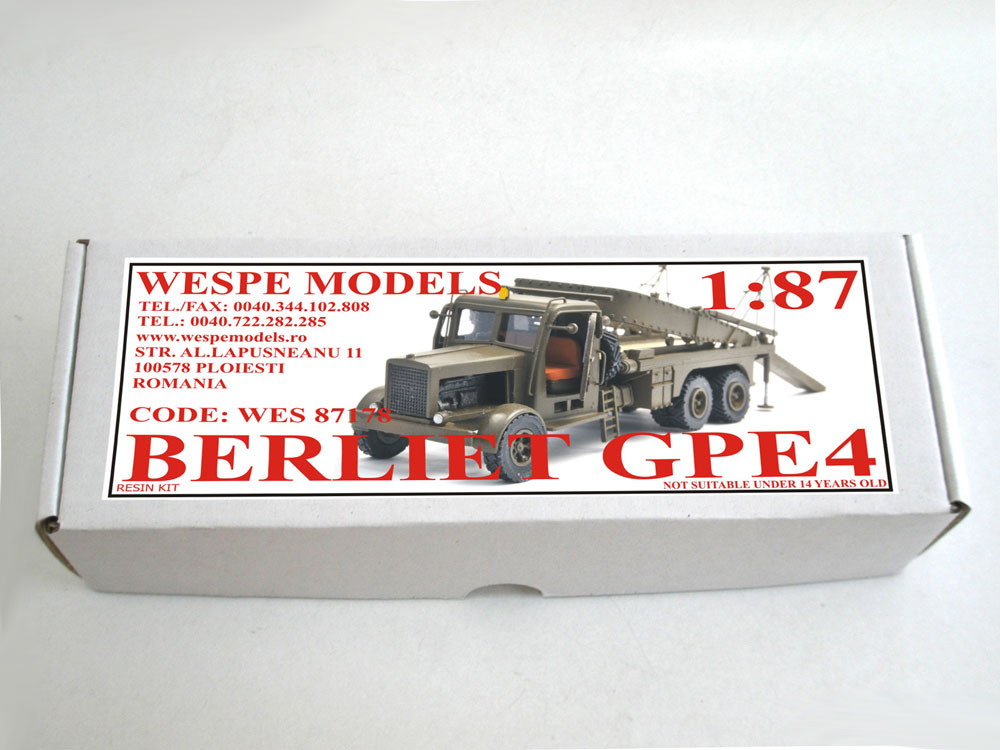 WESPE MODELS
1:87
TEL./FAX: 0040.344.102.808
TEL.: 0040.722.282.285
www.wespemodels.ro
STR. AL.LAPUSNEANU 11
100578 PLOIESTI
ROMANIA
CODE: WES 87178
BERLIET GPE4
RESIN KIT
NOT SUITABLE UNDER 14 YEARS OLD